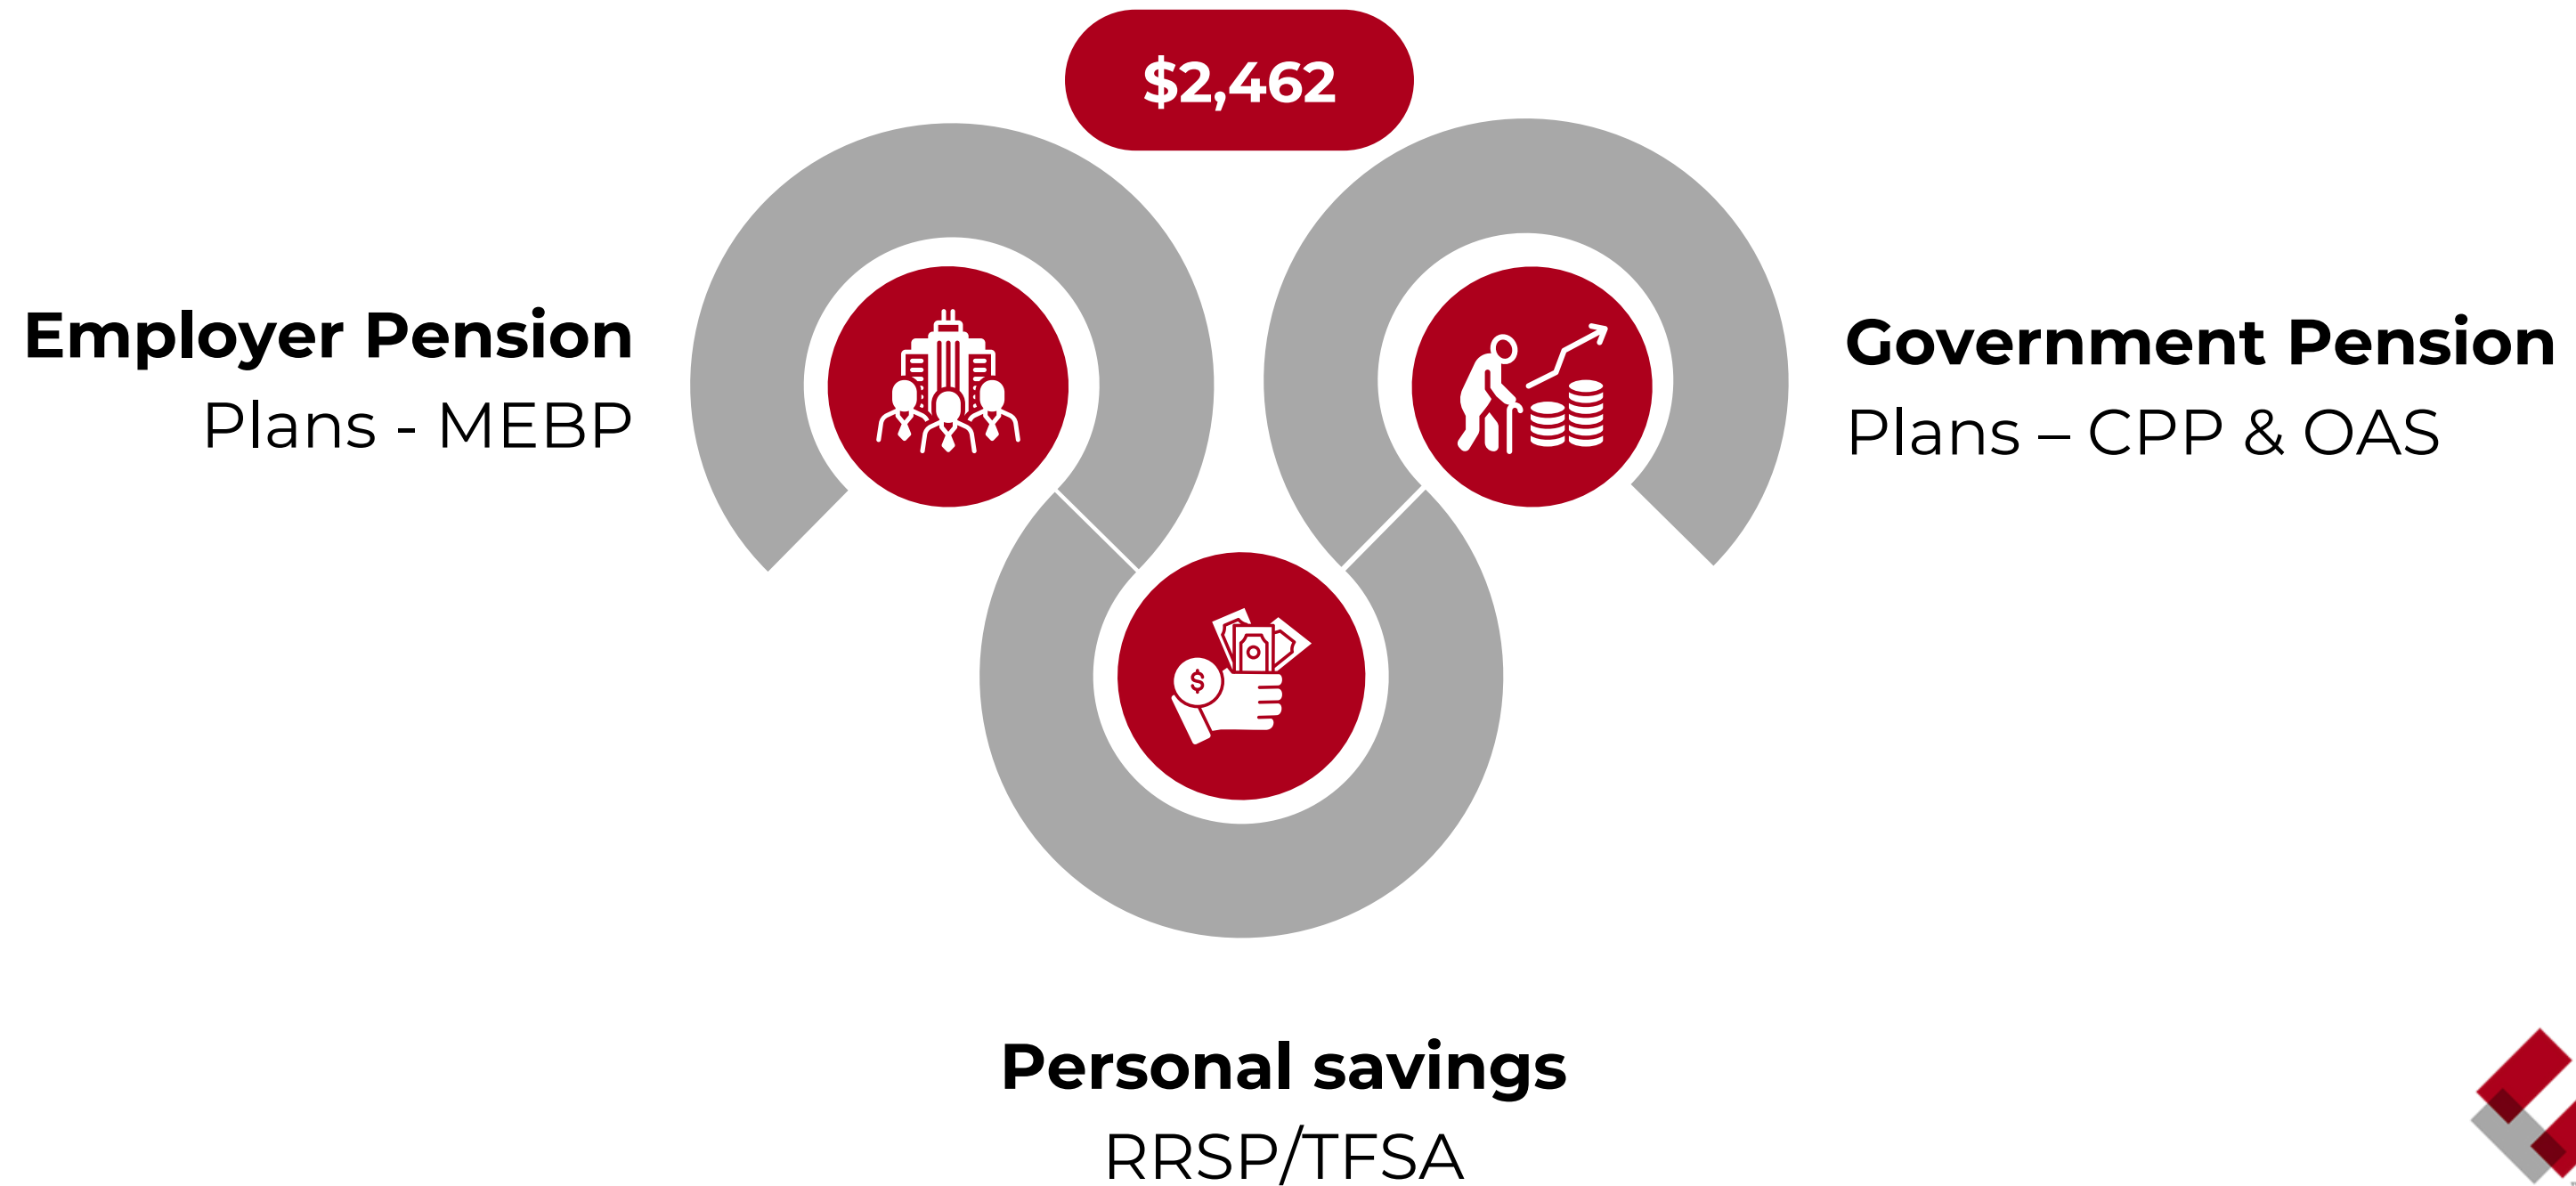 $2,462
Employer Pension
Plans - MEBP
Government Pension
Plans – CPP & OAS
$
Personal savings
RRSP/TFSA